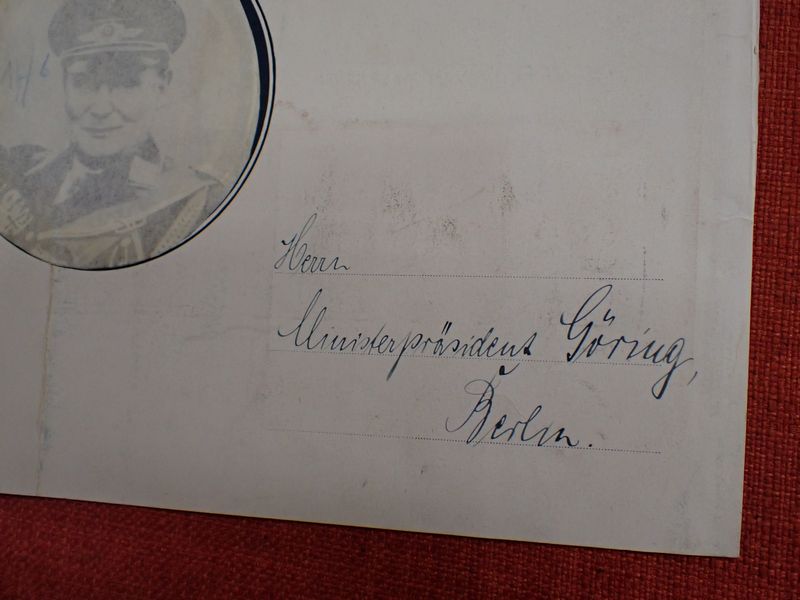 Herrn
Ministerpräsident Göring,
Berlin.